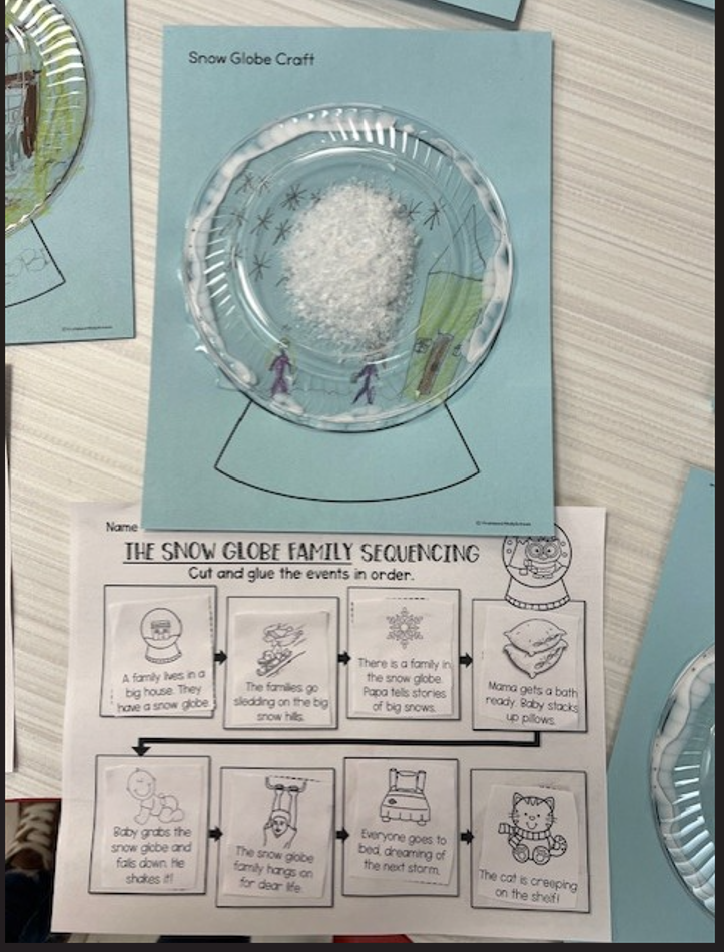 Snow Globe Craft
Name
THE SNOW GLOBE FAMILY SEQUENCING
Cut and glue the events in order.
A family lives in a
big house. They
have a snow globe.
The families go
sledding on the big
snow hills.
There is a family in
the snow globe.
Papa tells stories
of big snows.
Mama gets a bath
ready. Baby stacks
up pillows.
Baby grabs the
snow globe and
falls down. He
shakes it!
The snow globe
family hangs on
for dear life.
Everyone goes to
bed, dreaming of
the next storm.
The cat is creeping
on the shelf!